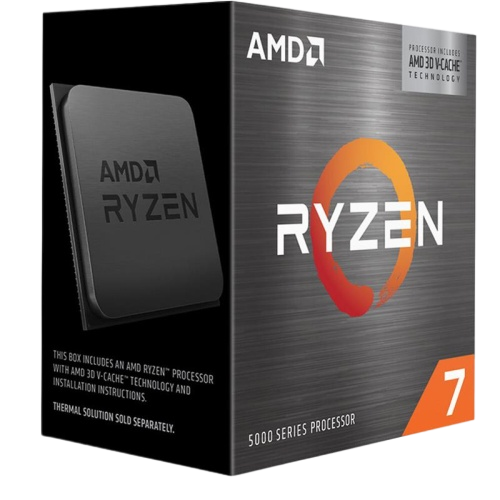 AMD
RYZEN
THIS BOX INCLUDES AN AMD RYZEN™ PROCESSOR
WITH AMD 3D V-CACHE™ TECHNOLOGY AND
INSTALLATION INSTRUCTIONS.
THERMAL SOLUTION SOLD SEPARATELY.
AMD
PROCESSOR INCLUDES
AMD 3D V-CACHE™
TECHNOLOGY
RYZEN
7
5000 SERIES PROCESSOR